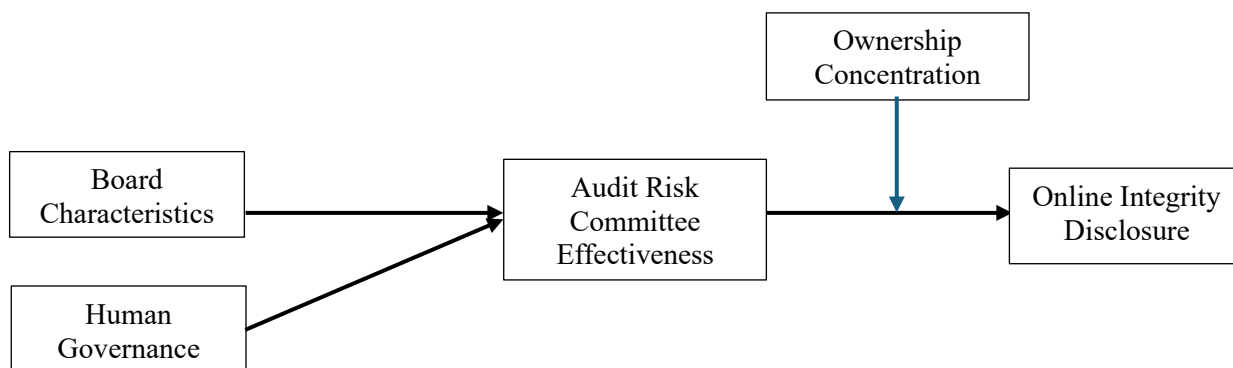 Ownership
Concentration
Board
Characteristics
Audit Risk
Committee
Effectiveness
Online Integrity
Disclosure
Human
Governance